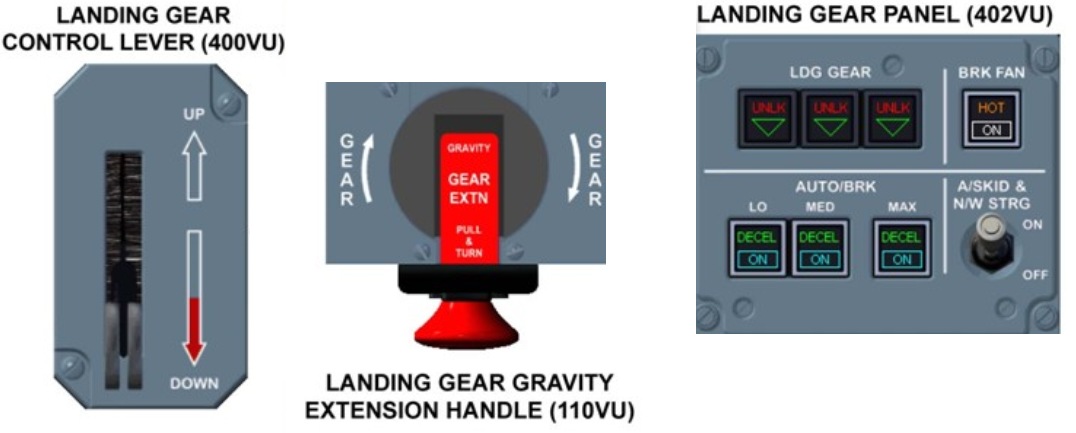 LANDING GEAR
CONTROL LEVER (400VU)
UP
DOWN
GEAR
GRAVITY
GEAR
EXTN
PULL
&
TURN
GEAR
LANDING GEAR GRAVITY
EXTENSION HANDLE (110VU)
LANDING GEAR PANEL (402VU)
LDG GEAR
BRK FAN
UNLK UNLK UNLK
HOT
ON
AUTO/BRK
LO MED MAX
DECEL DECEL DECEL
ON ON ON
A/SKID &
N/W STRG
ON
OFF